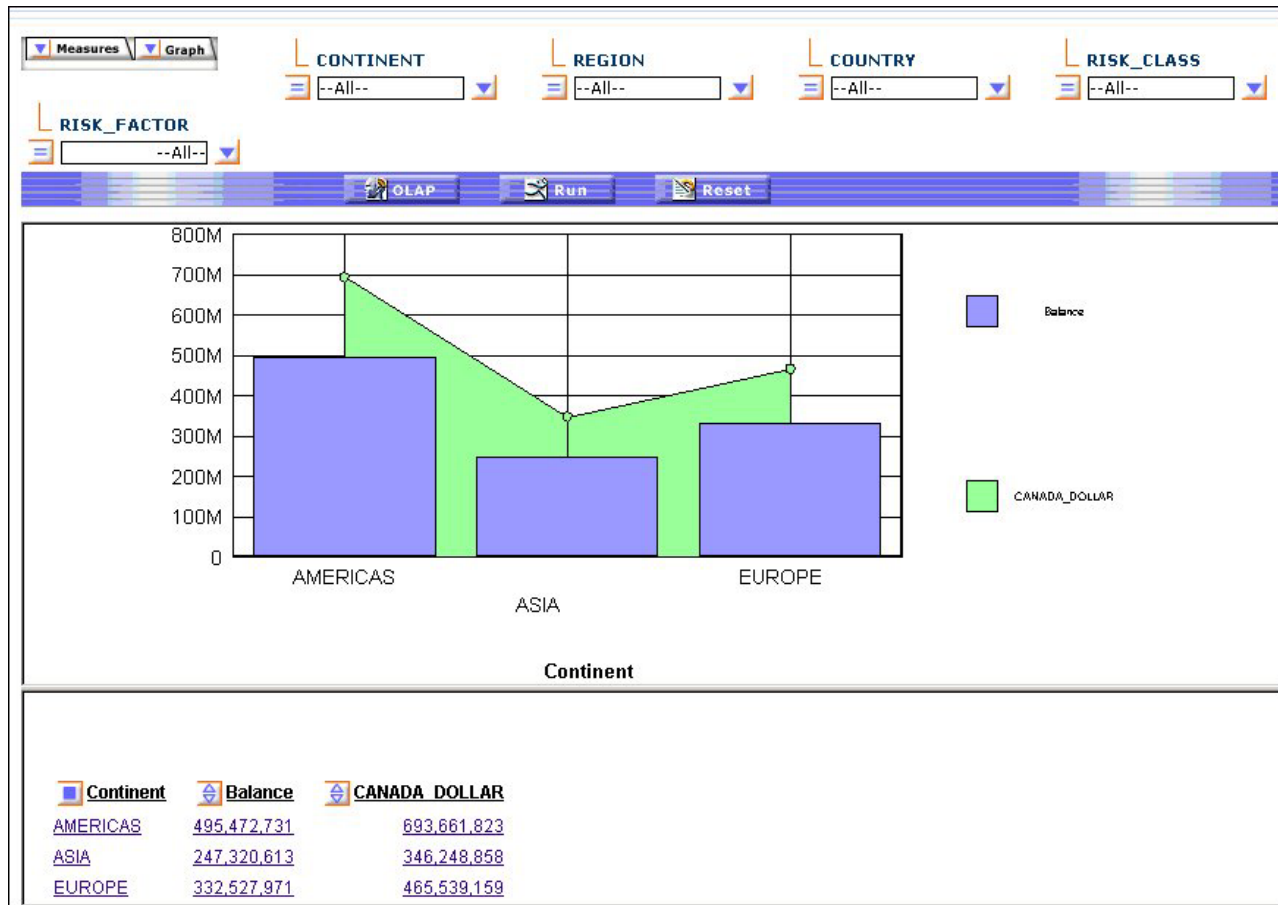 Measures Graph
CONTINENT REGION COUNTRY RISK_CLASS
--All-- --All-- --All-- --All--
RISK_FACTOR
--All--
OLAP Run Reset
800M
700M
600M
500M
400M
300M
200M
100M
0
AMERICAS EUROPE
ASIA
Continent
Balance
CANADA_DOLLAR
Continent Balance CANADA_DOLLAR
AMERICAS 495,472,731 693,661,823
ASIA 247,320,613 346,248,858
EUROPE 332,527,971 465,539,159